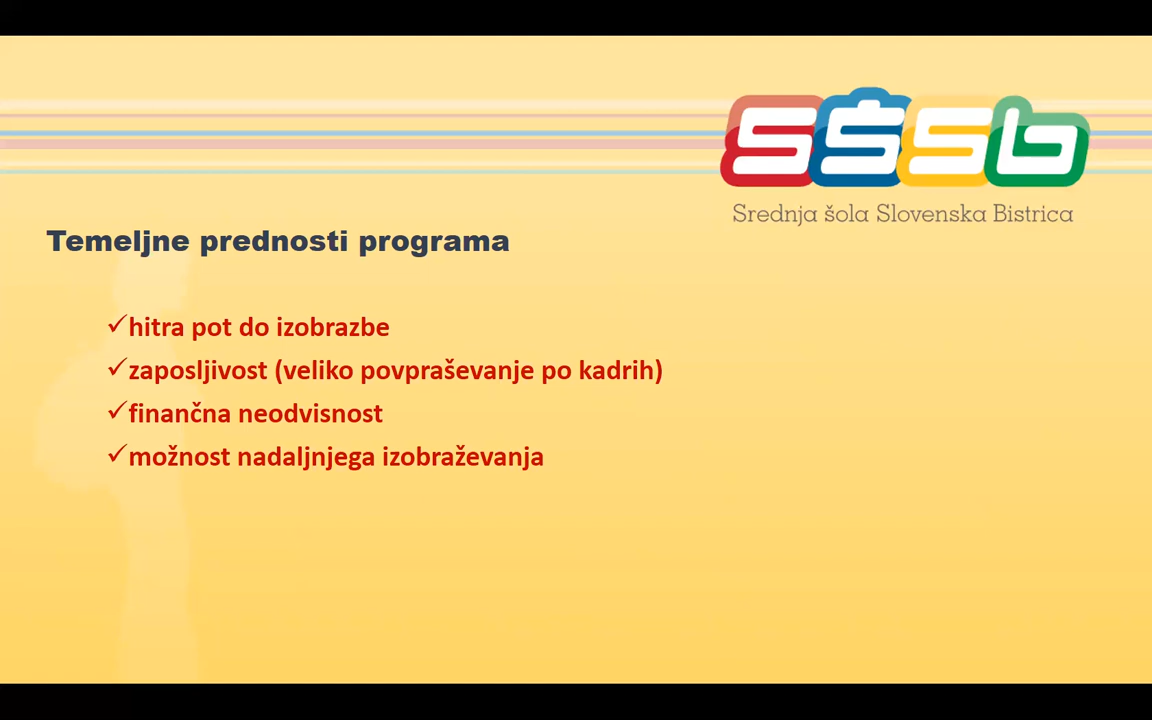 SŠSB
Srednja šola Slovenska Bistrica
Temeljne prednosti programa
✓hitra pot do izobrazbe
✓zaposljivost (veliko povpraševanje po kadrih)
✓finančna neodvisnost
✓možnost nadaljnjega izobraževanja